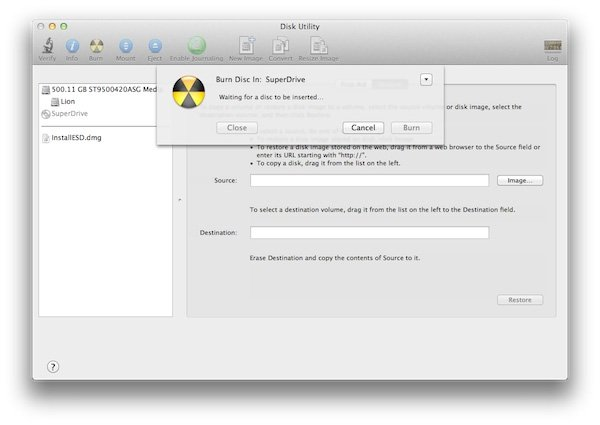 Disk Utility
Verify Info Burn Mount Eject Enable Journaling New Image Convert Resize Image Log
500.11 GB ST9500420ASG Media
Lion
SuperDrive
InstallESD.dmg
Burn Disc In: SuperDrive
Waiting for a disc to be inserted...
Close Cancel Burn
or disk image, select the
• To restore a disk image stored on the web, drag it from a web browser to the Source field or
enter its URL starting with "http://".
• To copy a disk, drag it from the list on the left.
Source: Image...
To select a destination volume, drag it from the list on the left to the Destination field.
Destination:
Erase Destination and copy the contents of Source to it.
Restore
?